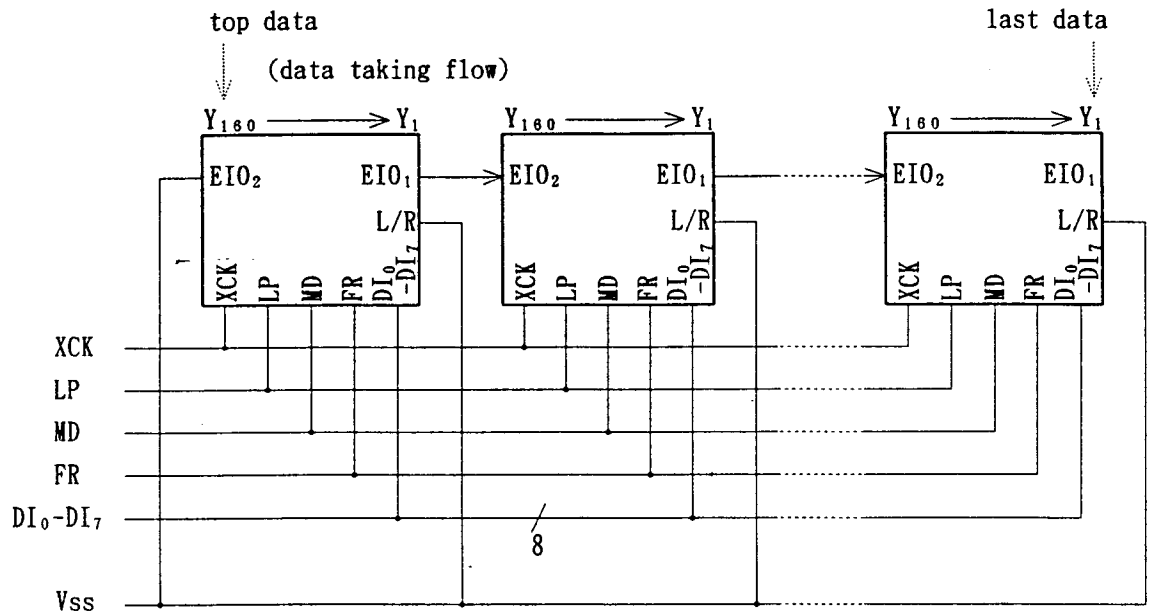 top data
last data
(data taking flow)
Y₁₆₀ Y₁ Y₁₆₀ Y₁ Y₁₆₀ Y₁
EIO₂ EIO₁ EIO₂ EIO₁ EIO₂ EIO₁
L/R L/R L/R
XCK LP MD FR DI₀-DI₇ XCK LP MD FR DI₀-DI₇ XCK LP MD FR DI₀-DI₇
XCK
LP
MD
FR
DI₀-DI₇
8
Vss